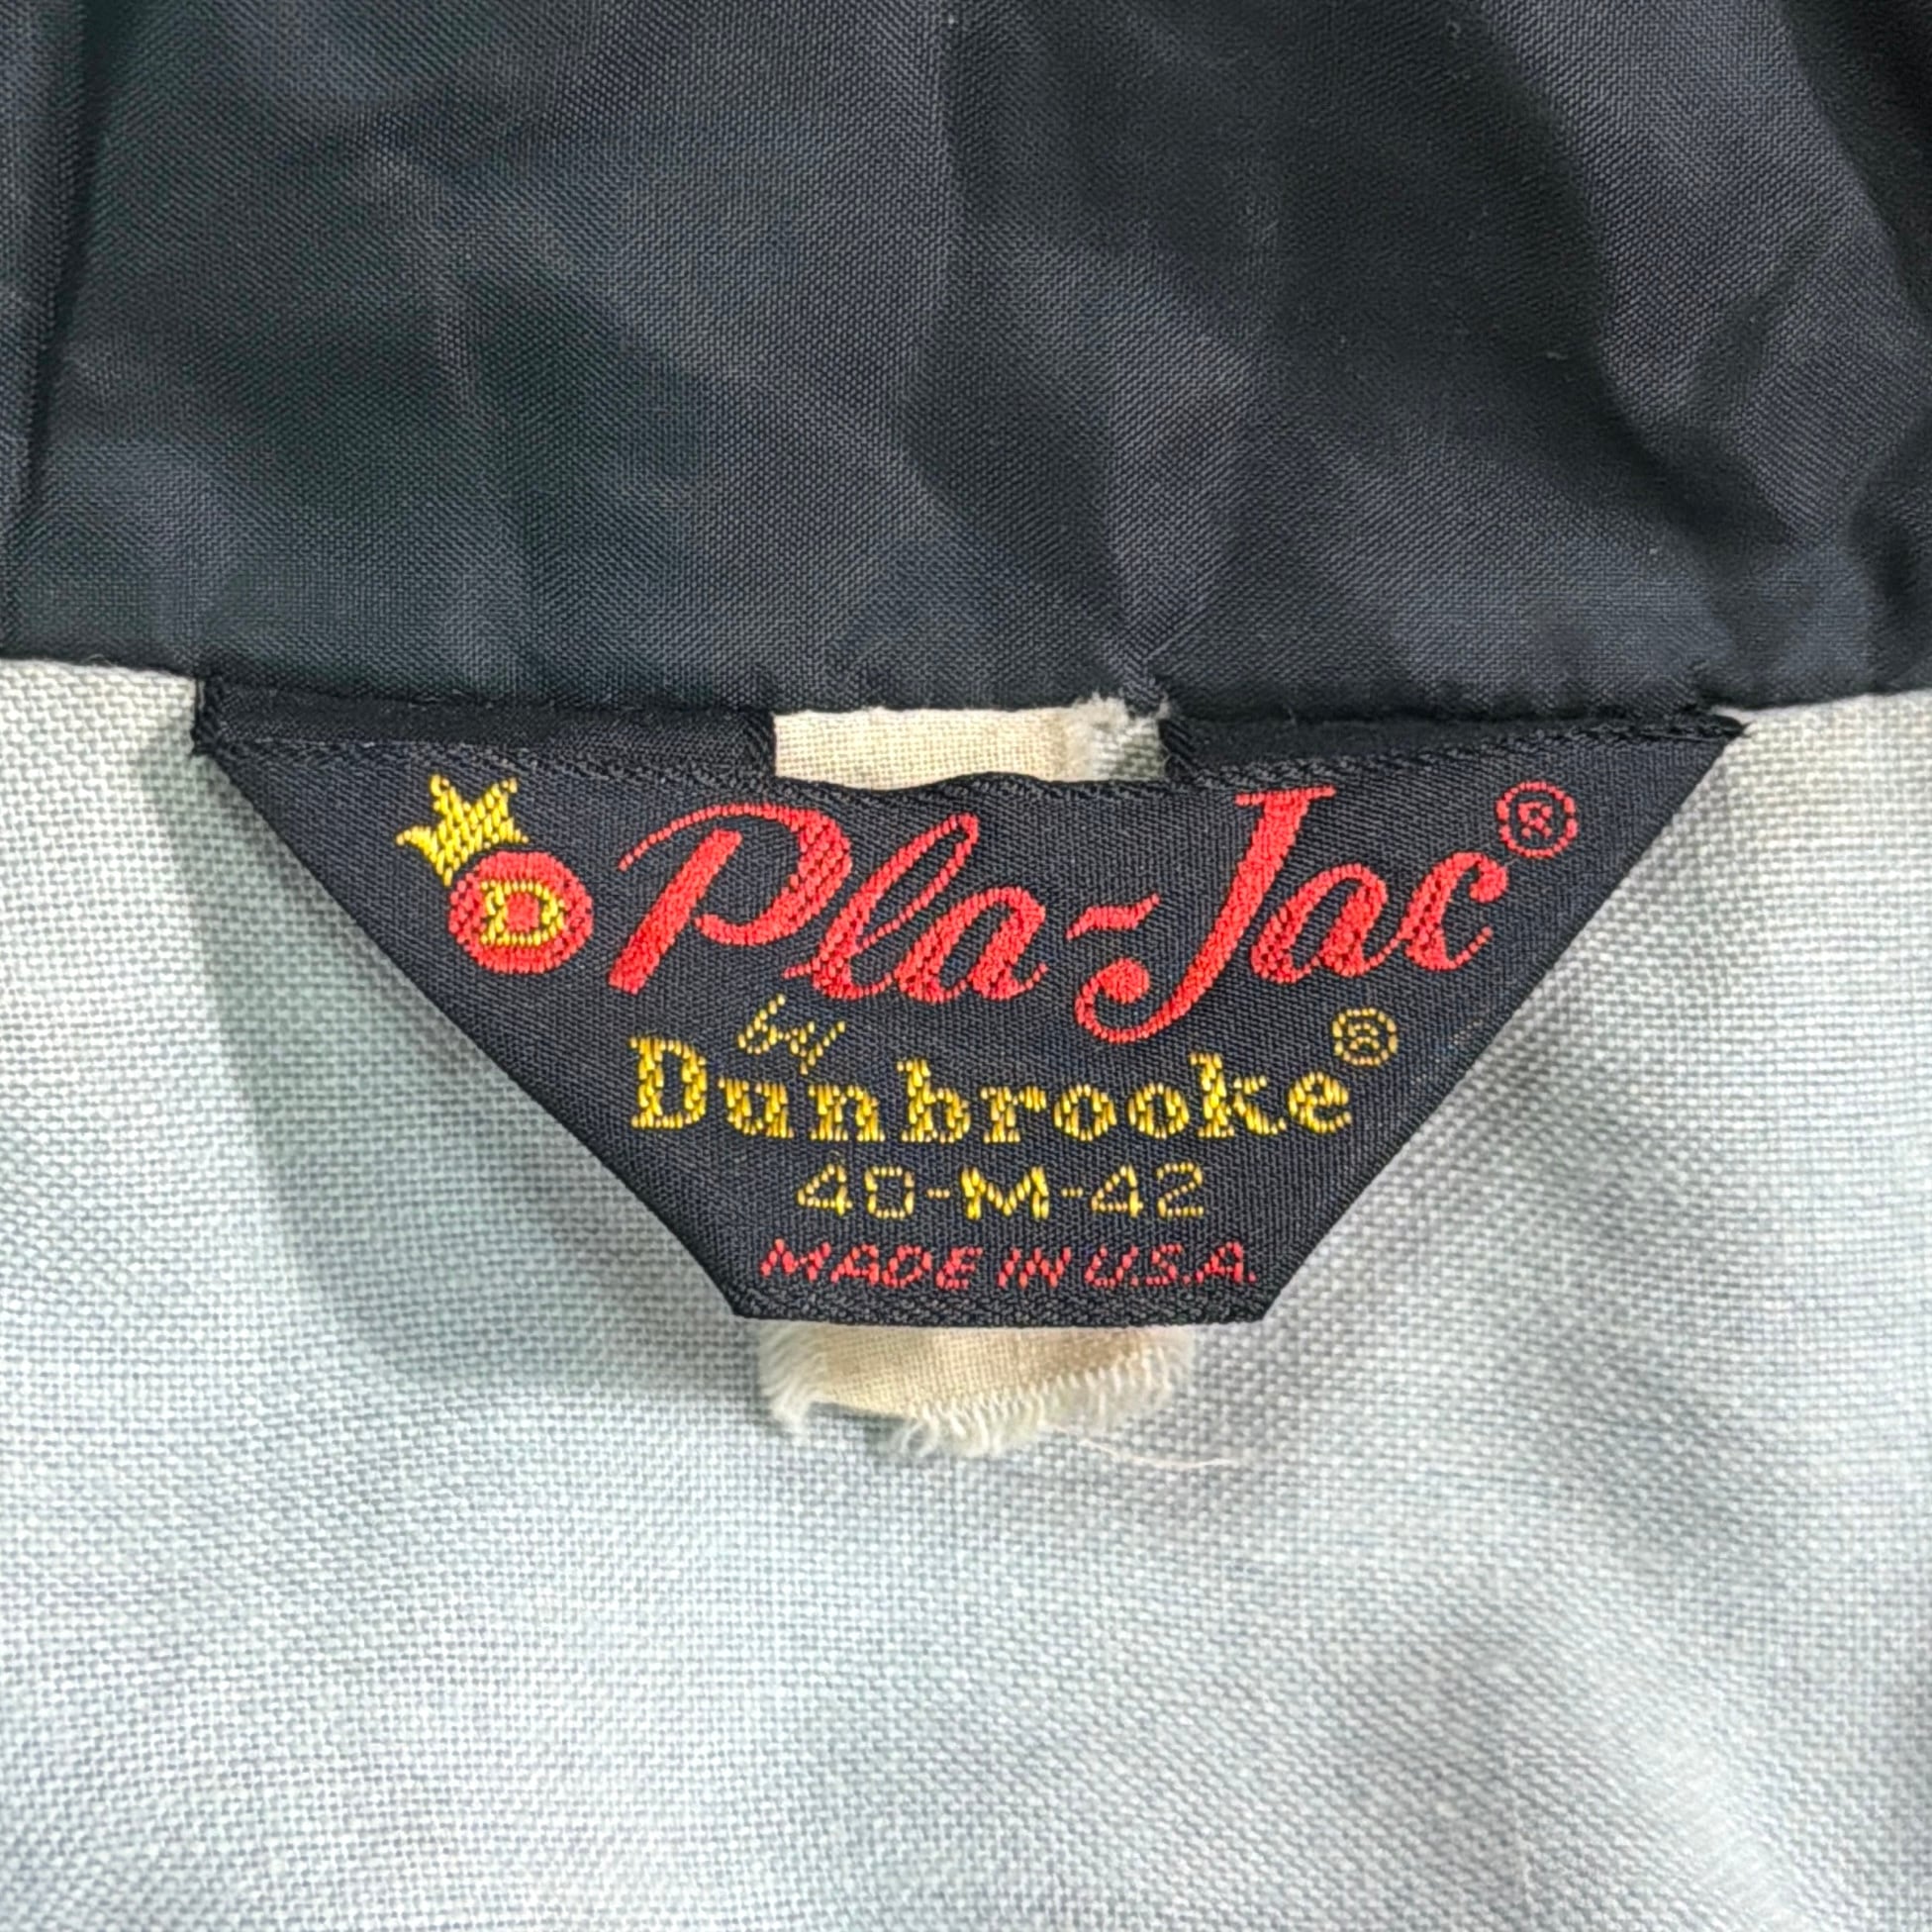 D Pla-Jac®
by
Dunbrooke®
40-M-42
MADE IN U.S.A.